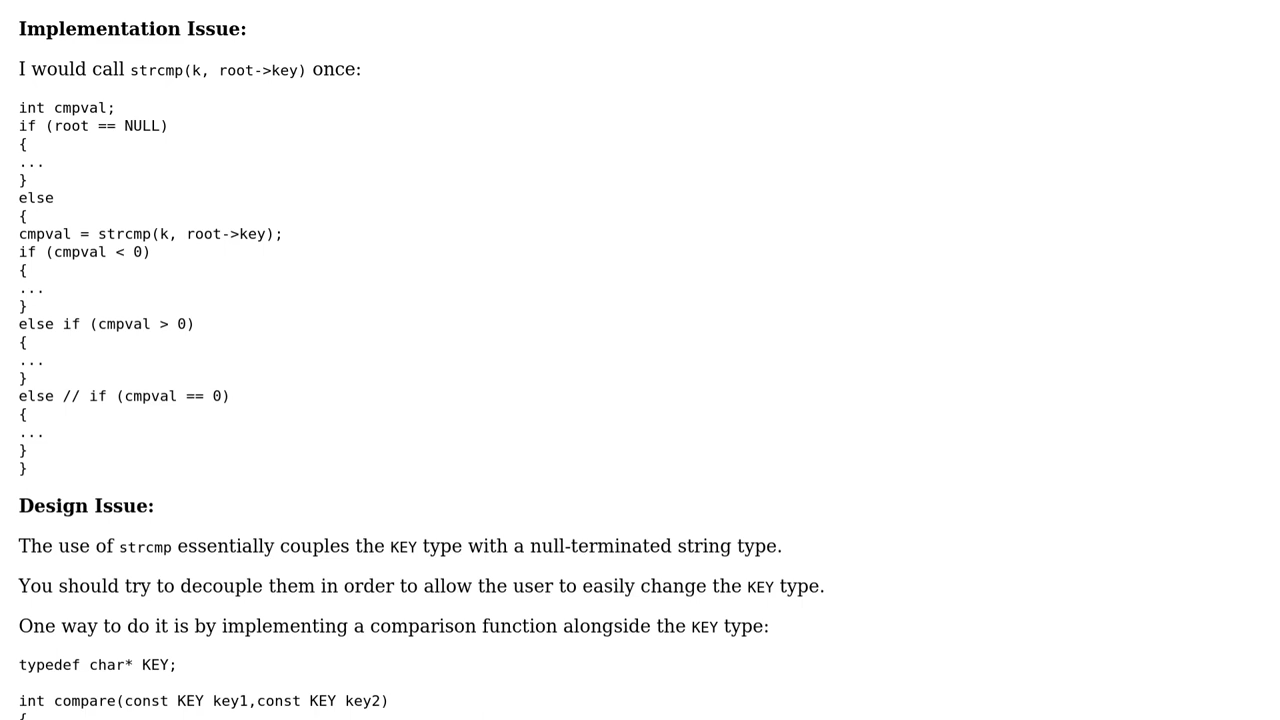 Implementation Issue:
I would call strcmp(k, root->key) once:
int cmpval;
if (root == NULL)
{
...
}
else
{
cmpval = strcmp(k, root->key);
if (cmpval < 0)
{
...
}
else if (cmpval > 0)
{
...
}
else // if (cmpval == 0)
{
...
}
}
Design Issue:
The use of strcmp essentially couples the KEY type with a null-terminated string type.
You should try to decouple them in order to allow the user to easily change the KEY type.
One way to do it is by implementing a comparison function alongside the KEY type:
typedef char* KEY;
int compare(const KEY key1,const KEY key2)
{